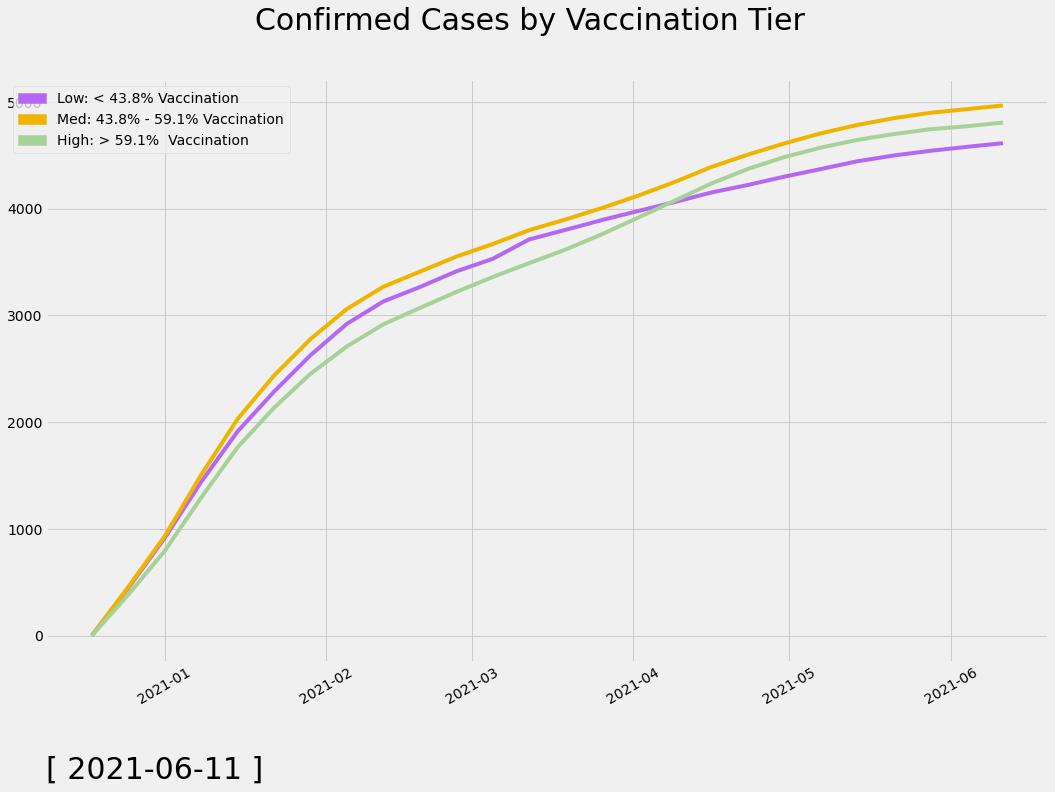 Confirmed Cases by Vaccination Tier
5000
Low: < 43.8% Vaccination
Med: 43.8% - 59.1% Vaccination
High: > 59.1%  Vaccination
4000
3000
2000
1000
0
2021-01
2021-02
2021-03
2021-04
2021-05
2021-06
[ 2021-06-11 ]